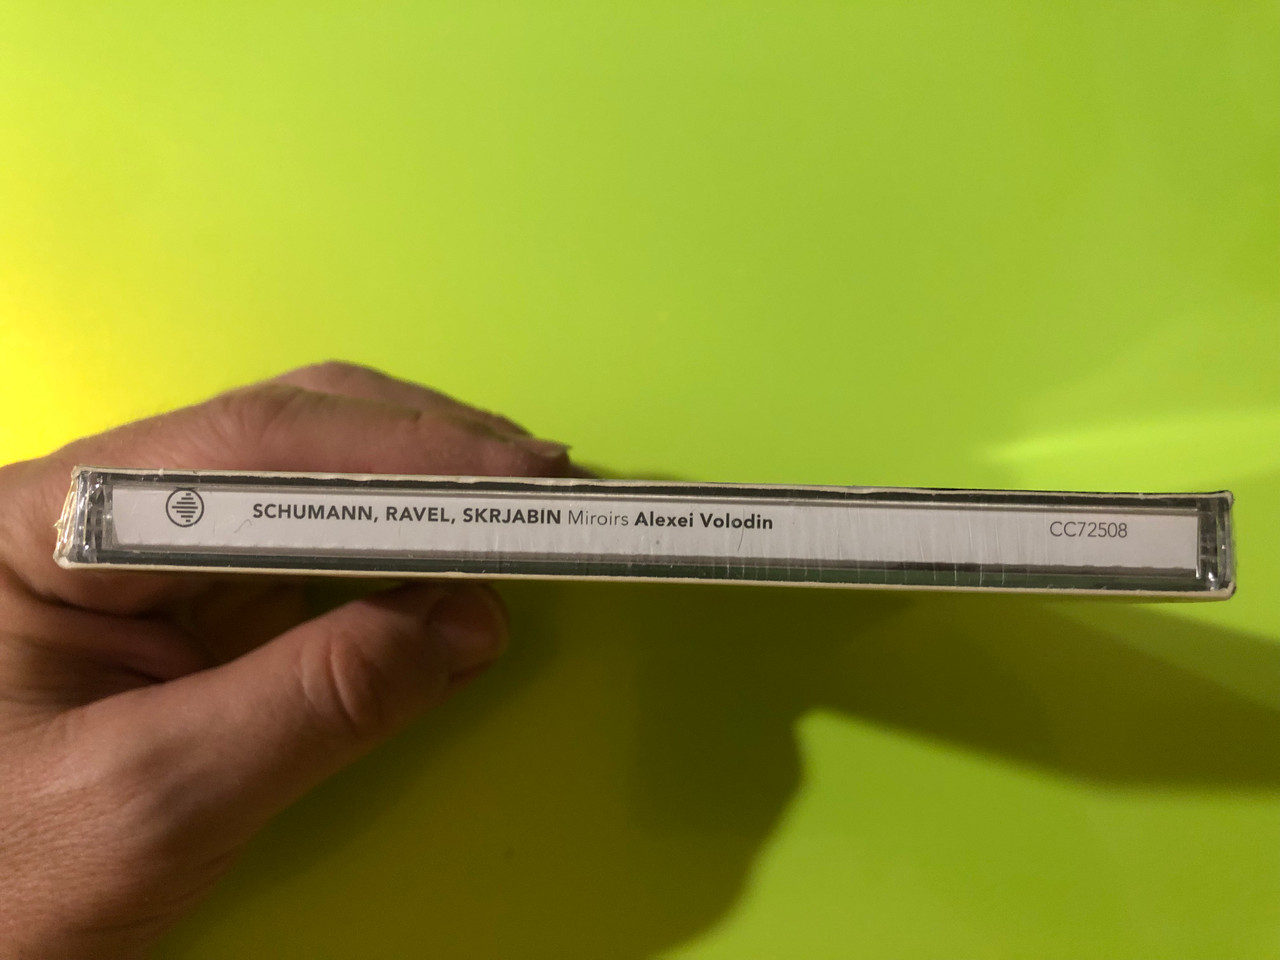 SCHUMANN, RAVEL, SKRJABIN Miroirs Alexei Volodin CC72508